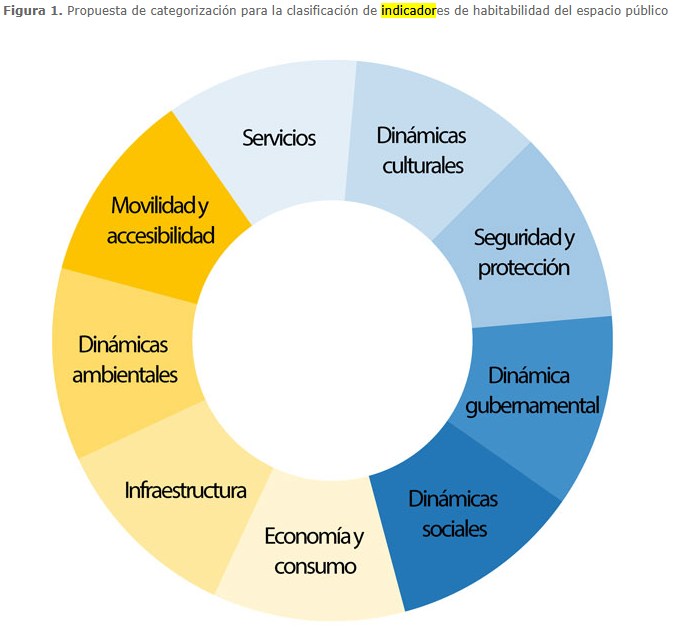 Figura 1. Propuesta de categorización para la clasificación de indicadores de habitabilidad del espacio público
Servicios
Dinámicas
culturales
Seguridad y
protección
Dinámica
gubernamental
Dinámicas
sociales
Economía y
consumo
Infraestructura
Dinámicas
ambientales
Movilidad y
accesibilidad